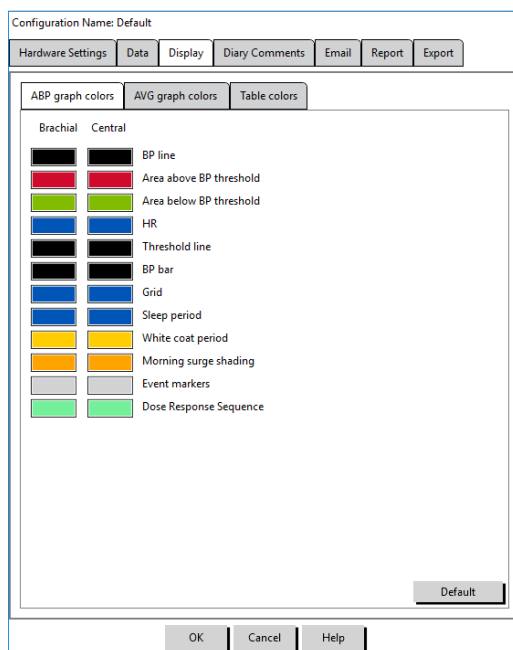 Configuration Name: Default
Hardware Settings Data Display Diary Comments Email Report Export
ABP graph colors AVG graph colors Table colors
Brachial Central
BP line
Area above BP threshold
Area below BP threshold
HR
Threshold line
BP bar
Grid
Sleep period
White coat period
Morning surge shading
Event markers
Dose Response Sequence
Default
OK Cancel Help